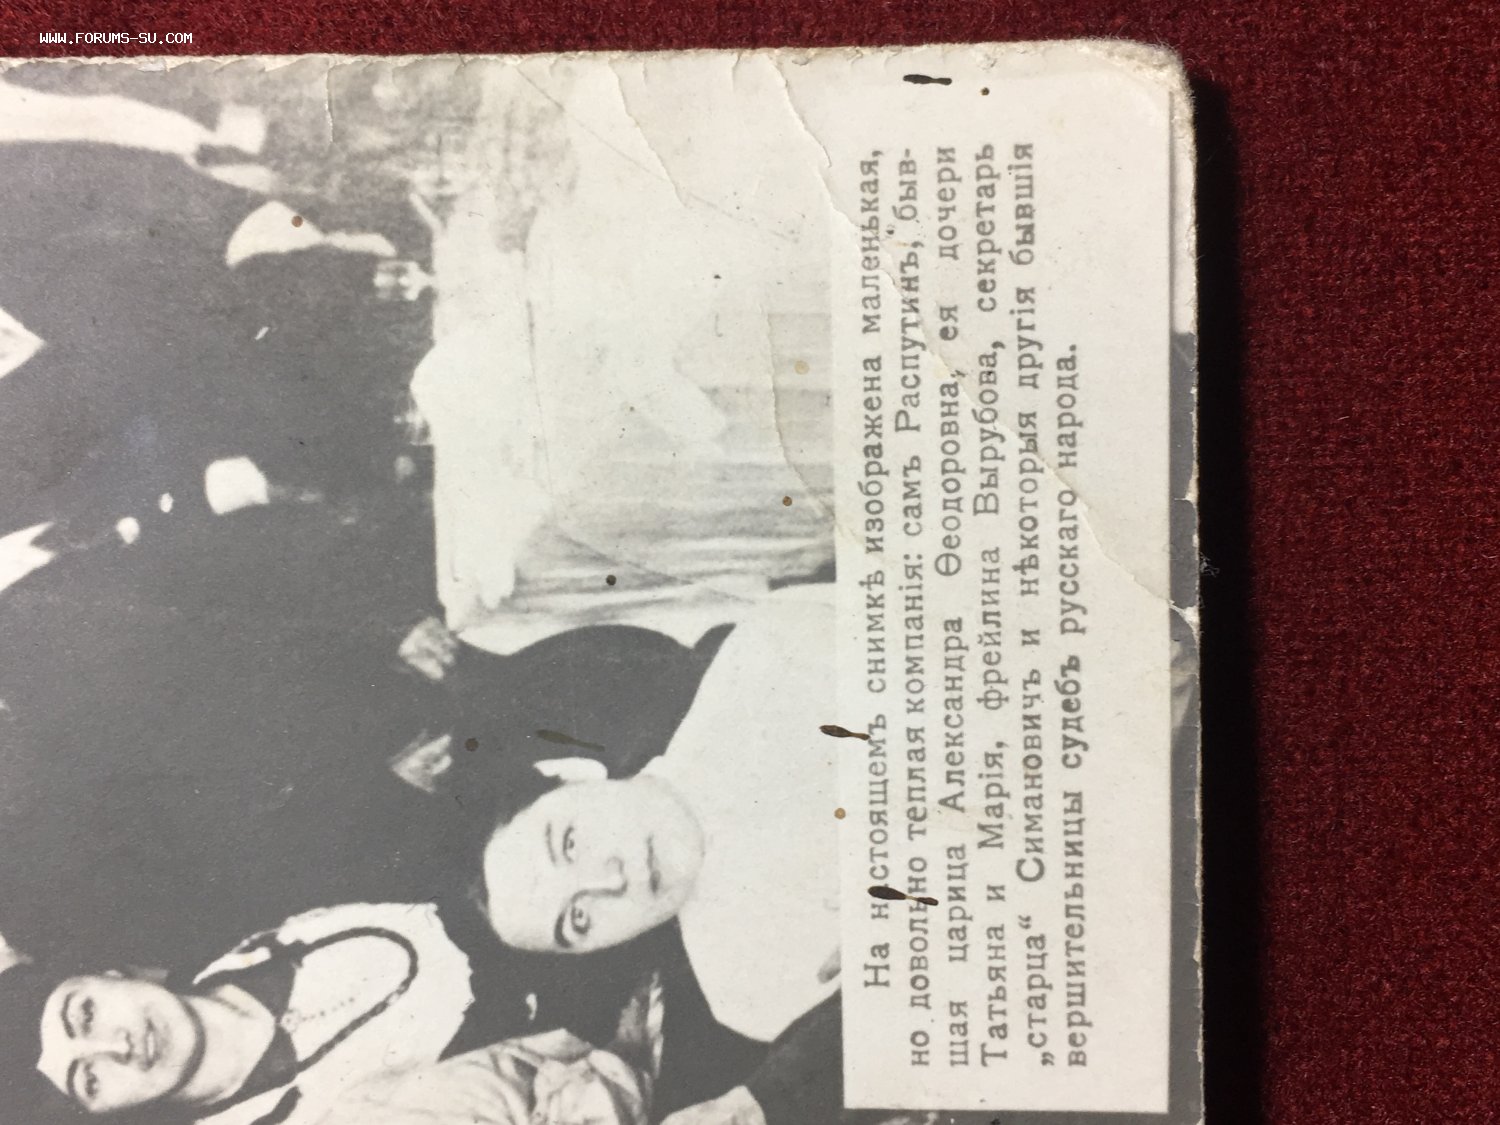 WWW.FORUMS-SU.COM
На настоящемъ снимкѣ изображена маленькая,
но довольно теплая компанія: самъ Распутинъ, быв-
шая царица Александра Ѳеодоровна, ея дочери
Татьяна и Марія, фрейлина Вырубова, секретарь
„старца“ Симановичъ и нѣкоторыя другія бывшія
вершительницы судебъ русскаго народа.